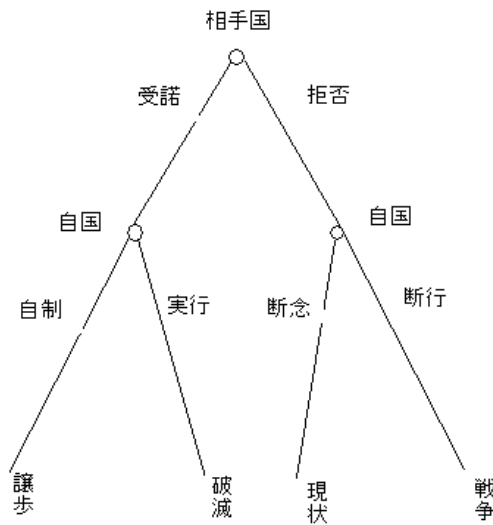 相手国
受諾
拒否
自国
自国
自制
実行
断念
断行
譲歩
破滅
現状
戦争